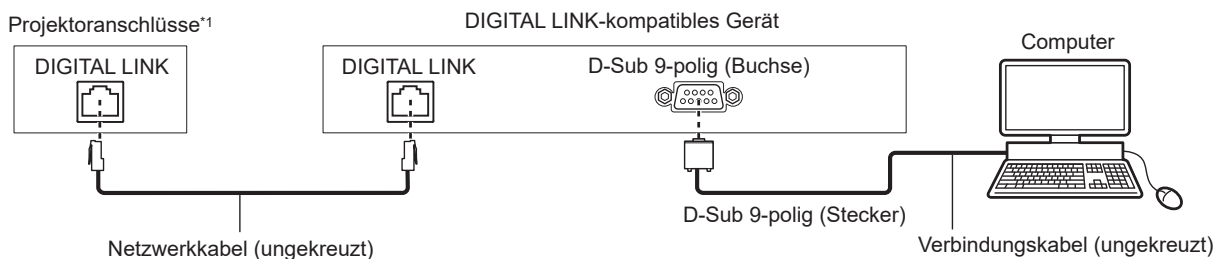 Projektoranschlüsse*1
DIGITAL LINK-kompatibles Gerät
DIGITAL LINK
DIGITAL LINK
D-Sub 9-polig (Buchse)
Computer
D-Sub 9-polig (Stecker)
Netzwerkkabel (ungekreuzt)
Verbindungskabel (ungekreuzt)